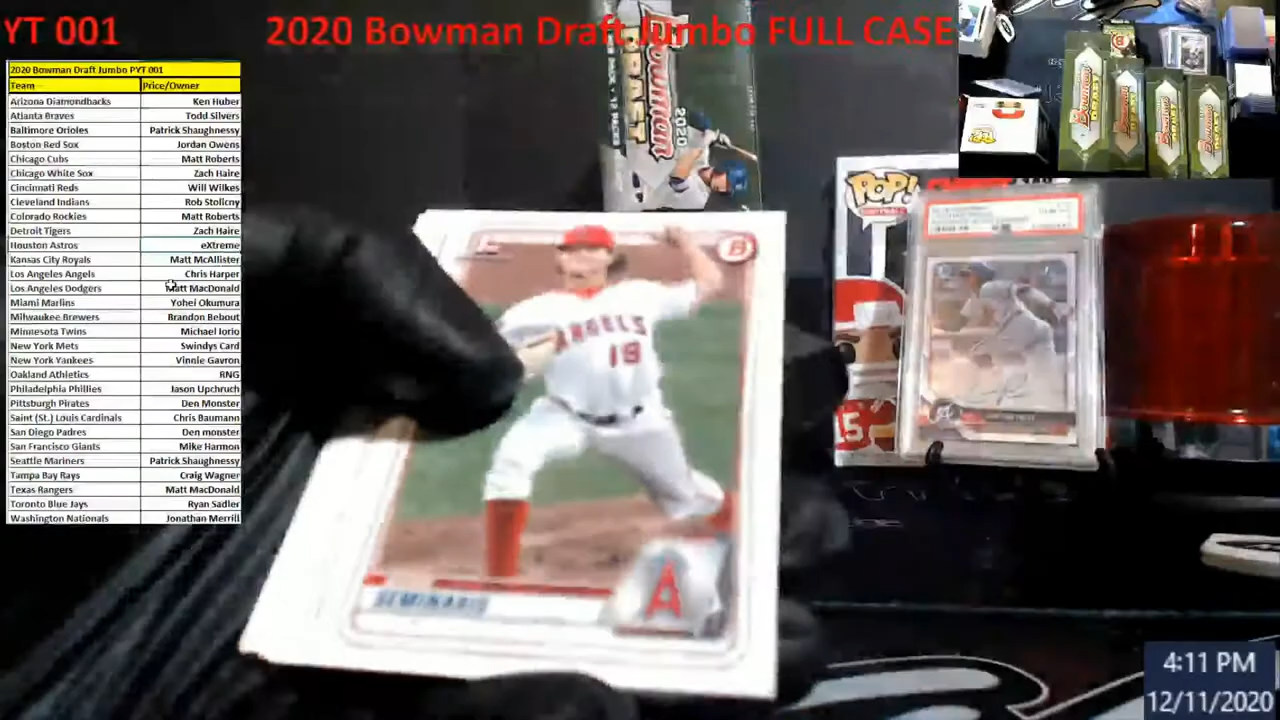 YT 001
2020 Bowman Draft Jumbo FULL CASE
2020 Bowman Draft Jumbo PYT 001
Team Price/Owner
Arizona Diamondbacks Ken Huber
Atlanta Braves Todd Silvers
Baltimore Orioles Patrick Shaughnessy
Boston Red Sox Jordan Owens
Chicago Cubs Matt Roberts
Chicago White Sox Zach Haire
Cincinnati Reds Will Wilkes
Cleveland Indians Rob Stolicny
Colorado Rockies Matt Roberts
Detroit Tigers Zach Haire
Houston Astros eXtreme
Kansas City Royals Matt McAllister
Los Angeles Angels Chris Harper
Los Angeles Dodgers Matt MacDonald
Miami Marlins Yohei Okumura
Milwaukee Brewers Brandon Bebout
Minnesota Twins Michael Iorio
New York Mets Swindys Card
New York Yankees Vinnie Gavron
Oakland Athletics RNG
Philadelphia Phillies Jason Upchruch
Pittsburgh Pirates Den Monster
Saint (St.) Louis Cardinals Chris Baumann
San Diego Padres Den monster
San Francisco Giants Mike Harmon
Seattle Mariners Patrick Shaughnessy
Tampa Bay Rays Craig Wagner
Texas Rangers Matt MacDonald
Toronto Blue Jays Ryan Sadler
Washington Nationals Jonathan Merrill
Bowman
DRAFT
2020
POP!
15
B
ANGELS
18
A
Bowman
DRAFT
4:11 PM
12/11/2020